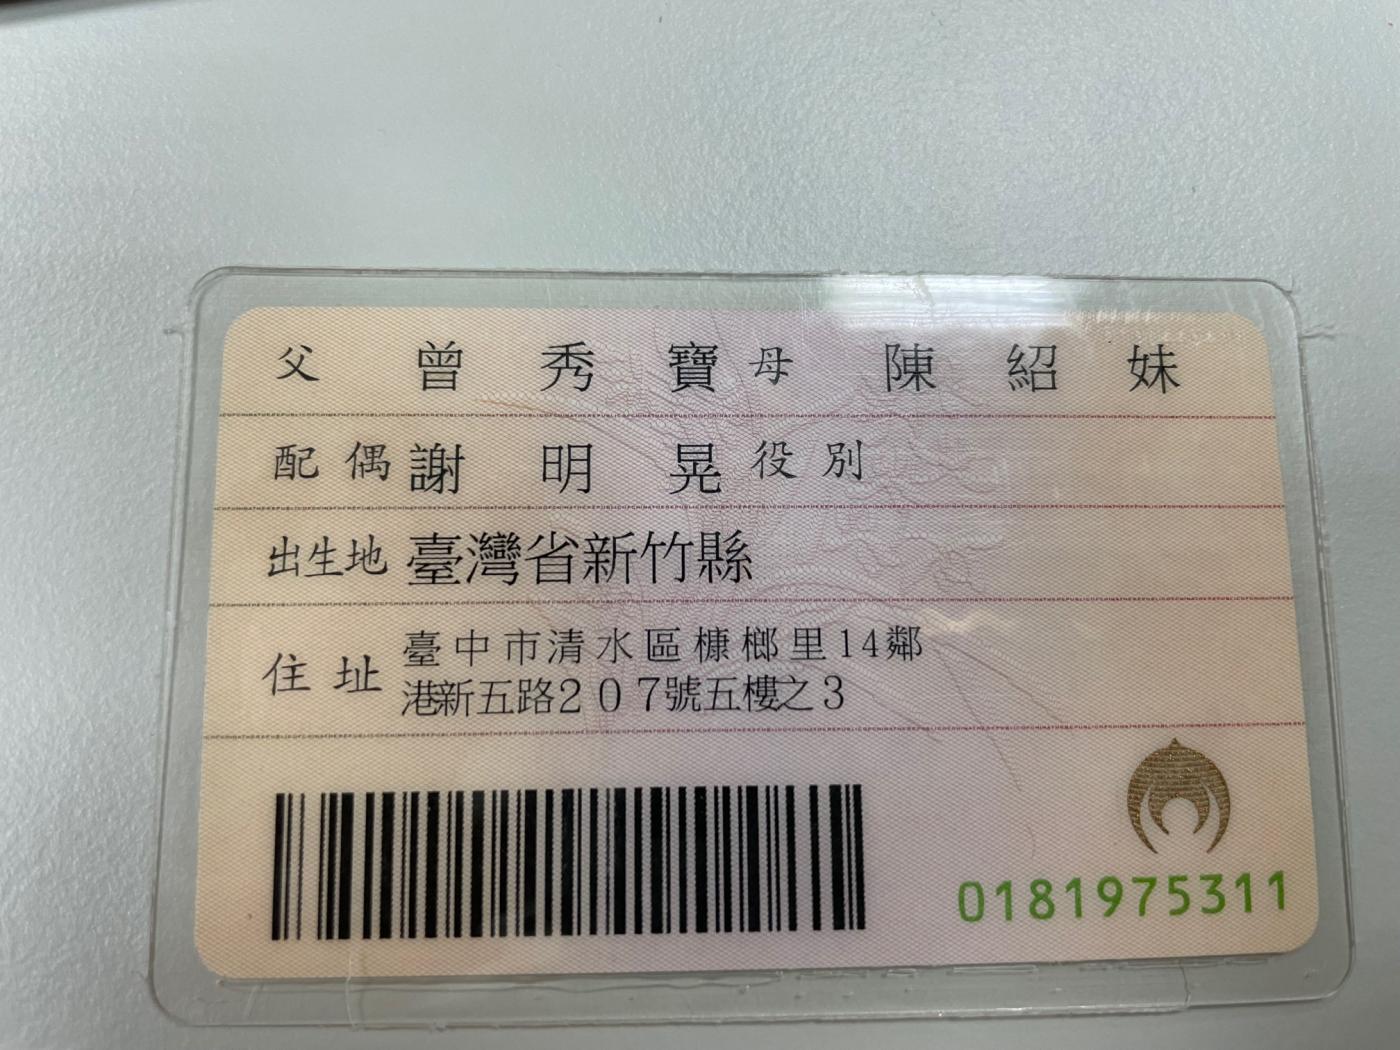 父 曾秀寶 母 陳紹妹
配偶 謝明晃 役別
出生地 臺灣省新竹縣
住址 臺中市清水區槺榔里14鄰
港新五路207號五樓之3
0181975311